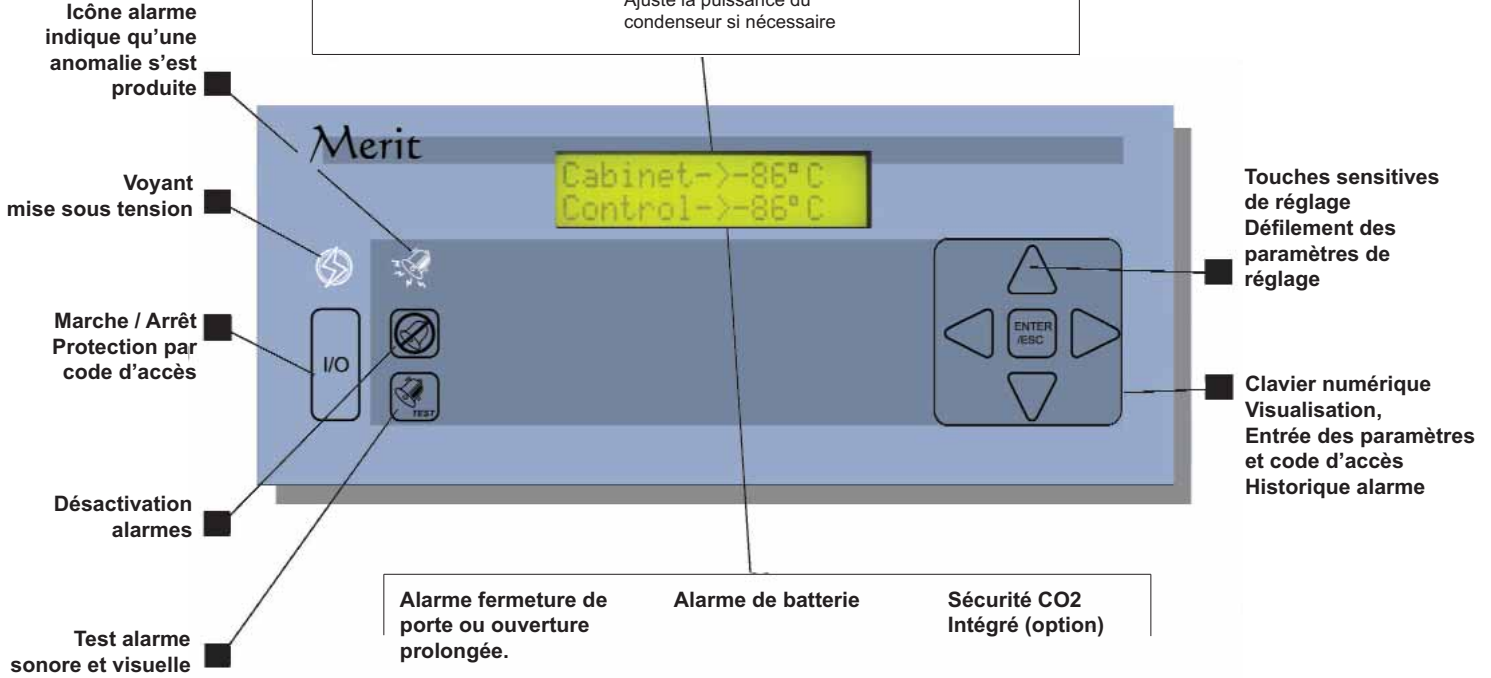 Ajuste la puissance du
condenseur si nécessaire
Icône alarme
indique qu'une
anomalie s'est
produite
Merit
Cabinet->-86°C
Control->-86°C
Voyant
mise sous tension
Touches sensitives
de réglage
Défilement des
paramètres de
réglage
Marche / Arrêt
Protection par
code d'accès
I/O
TEST
ENTER
/ESC
Clavier numérique
Visualisation,
Entrée des paramètres
et code d'accès
Historique alarme
Désactivation
alarmes
Test alarme
sonore et visuelle
Alarme fermeture de
porte ou ouverture
prolongée.
Alarme de batterie
Sécurité CO2
Intégré (option)